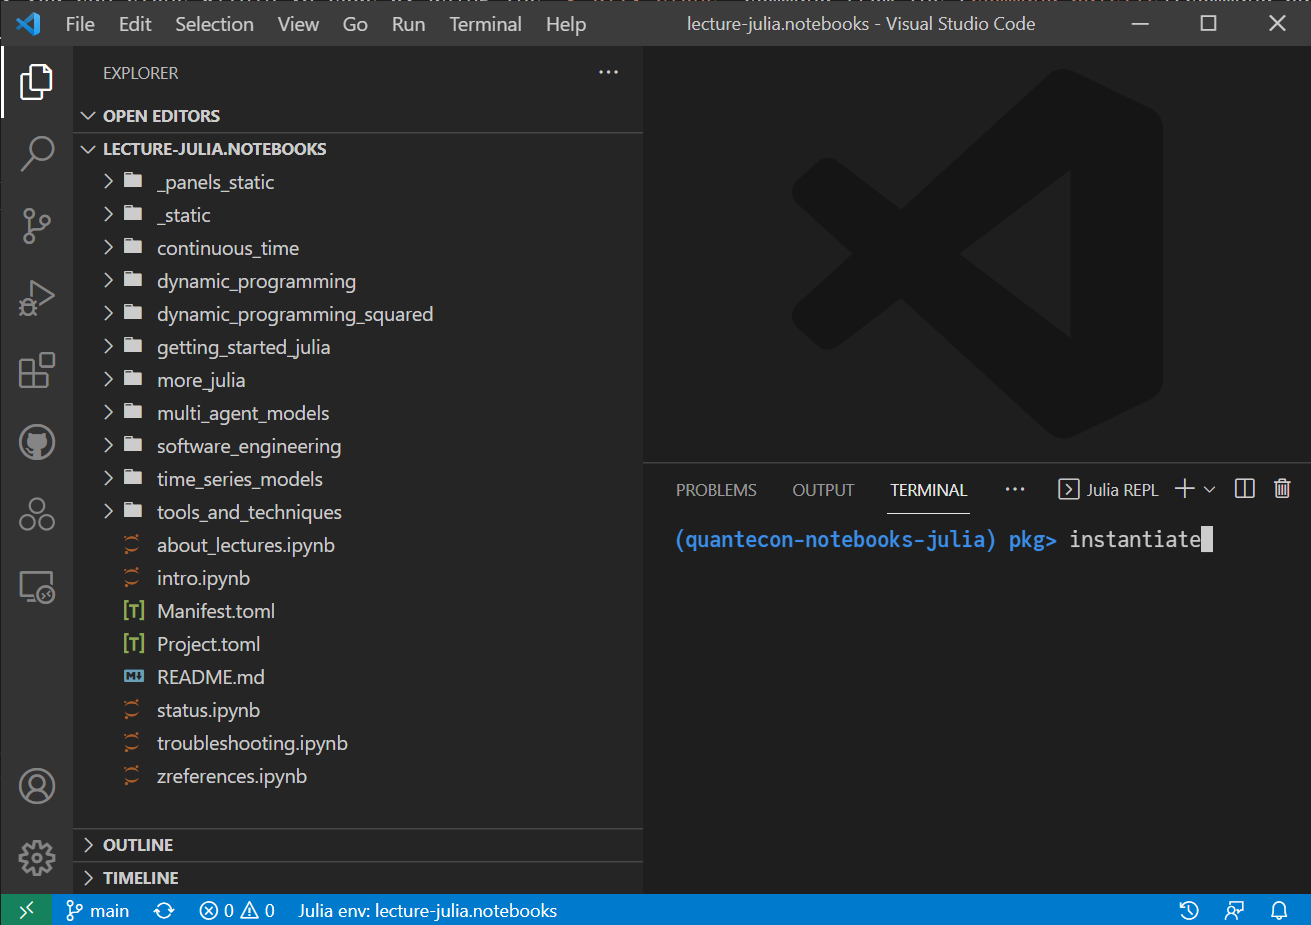 File Edit Selection View Go Run Terminal Help lecture-julia.notebooks - Visual Studio Code
EXPLORER
OPEN EDITORS
LECTURE-JULIA.NOTEBOOKS
_panels_static
_static
continuous_time
dynamic_programming
dynamic_programming_squared
getting_started_julia
more_julia
multi_agent_models
software_engineering
time_series_models
tools_and_techniques
about_lectures.ipynb
intro.ipynb
[T] Manifest.toml
[T] Project.toml
M README.md
status.ipynb
troubleshooting.ipynb
zreferences.ipynb
OUTLINE
TIMELINE
PROBLEMS OUTPUT TERMINAL ... Julia REPL
(quantecon-notebooks-julia) pkg> instantiate
main 0 0 Julia env: lecture-julia.notebooks